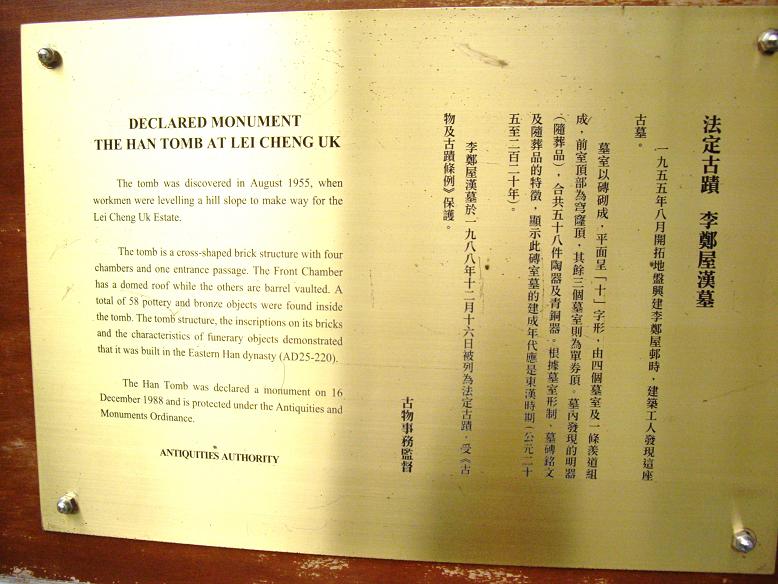 DECLARED MONUMENT
THE HAN TOMB AT LEI CHENG UK
The tomb was discovered in August 1955, when
workmen were levelling a hill slope to make way for the
Lei Cheng Uk Estate.
The tomb is a cross-shaped brick structure with four
chambers and one entrance passage. The Front Chamber
has a domed roof while the others are barrel vaulted. A
total of 58 pottery and bronze objects were found inside
the tomb. The tomb structure, the inscriptions on its bricks
and the characteristics of funerary objects demonstrated
that it was built in the Eastern Han dynasty (AD25-220).
The Han Tomb was declared a monument on 16
December 1988 and is protected under the Antiquities and
Monuments Ordinance.
ANTIQUITIES AUTHORITY
法定古蹟 李鄭屋漢墓
一九五五年八月開拓地盤興建李鄭屋邨時，建築工人發現這座
古墓。
墓室以磚砌成，平面呈「十」字形，由四個墓室及一條羨道組
成，前室頂部為穹窿頂，其餘三個墓室則為單券頂。墓內發現的明器
（隨葬品），合共五十八件陶器及青銅器。根據墓室形制、墓磚銘文
及隨葬品的特徵，顯示此磚室墓的建成年代應是東漢時期（公元二十
五至二百二十年）。
李鄭屋漢墓於一九八八年十二月十六日被列為法定古蹟，受《古
物及古蹟條例》保護。
古物事務監督